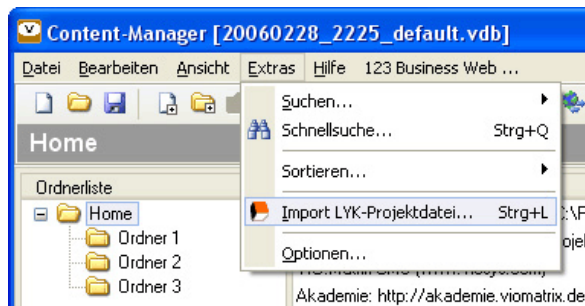 Content-Manager [20060228_2225_default.vdb]
Datei Bearbeiten Ansicht Extras Hilfe 123 Business Web ...
Home
Suchen...
Schnellsuche... Strg+Q
Sortieren...
Import LYK-Projektdatei... Strg+L
Optionen...
Ordnerliste
Home
Ordner 1
Ordner 2
Ordner 3
Akademie: http://akademie.viomatrix.de